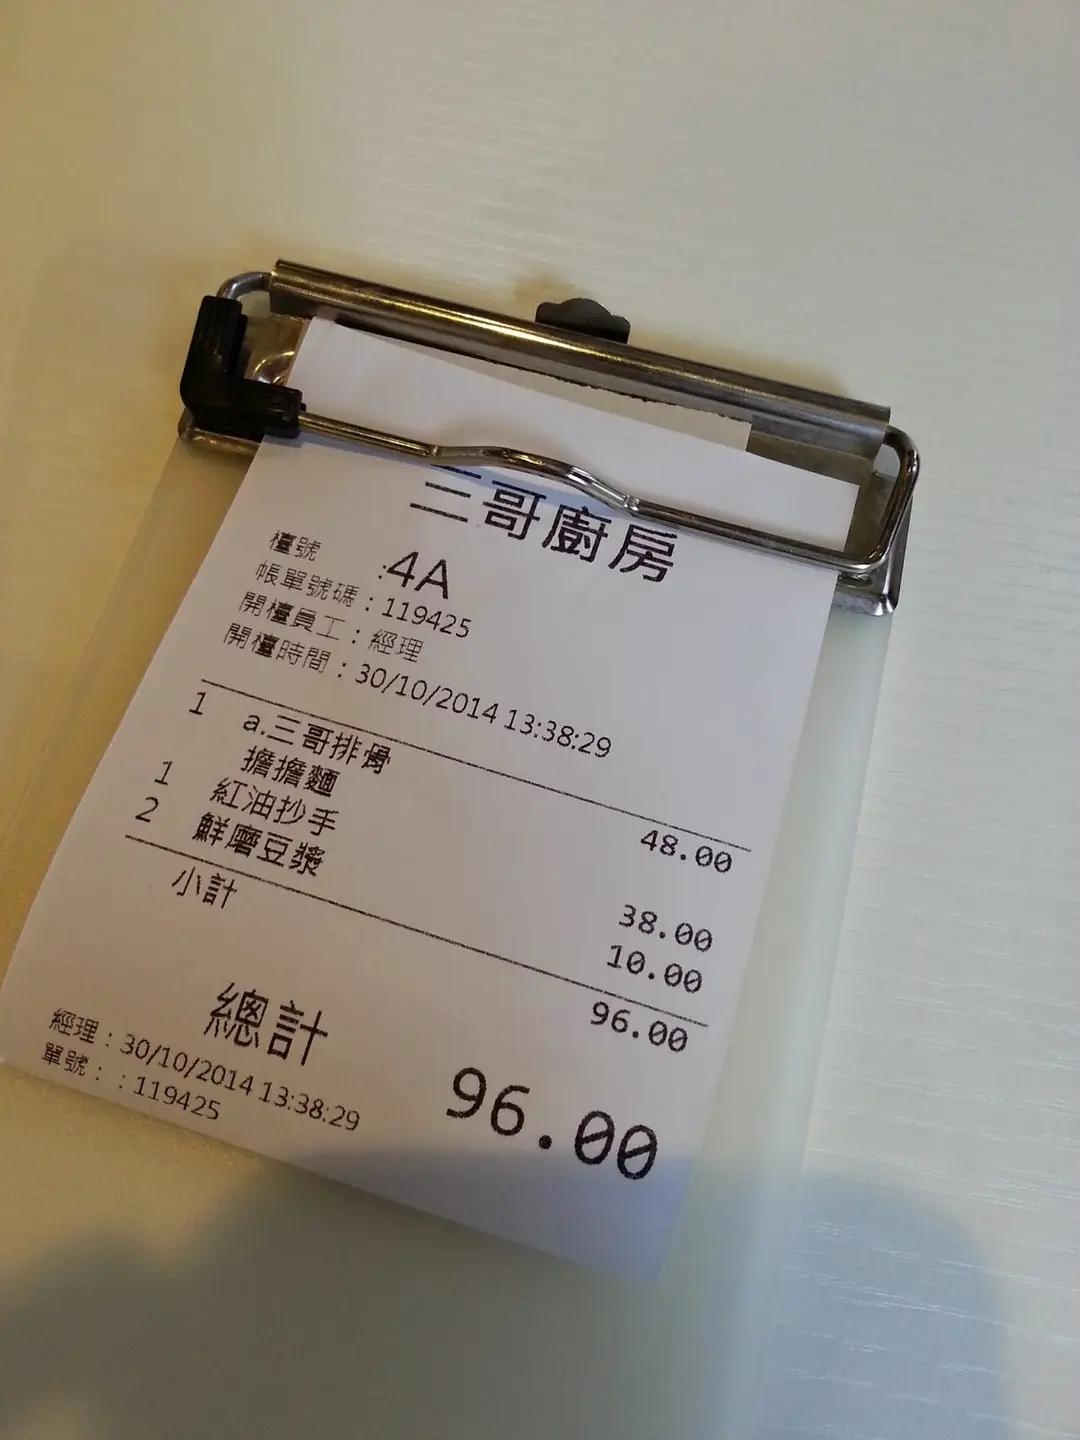 三哥廚房
檯號 :4A
帳單號碼:119425
開檯員工:經理
開檯時間:30/10/2014 13:38:29
1 a.三哥排骨 48.00
擔擔麵
1 紅油抄手 38.00
2 鮮磨豆漿 10.00
小計 96.00
總計 96.00
經理:30/10/2014 13:38:29
單號: :119425